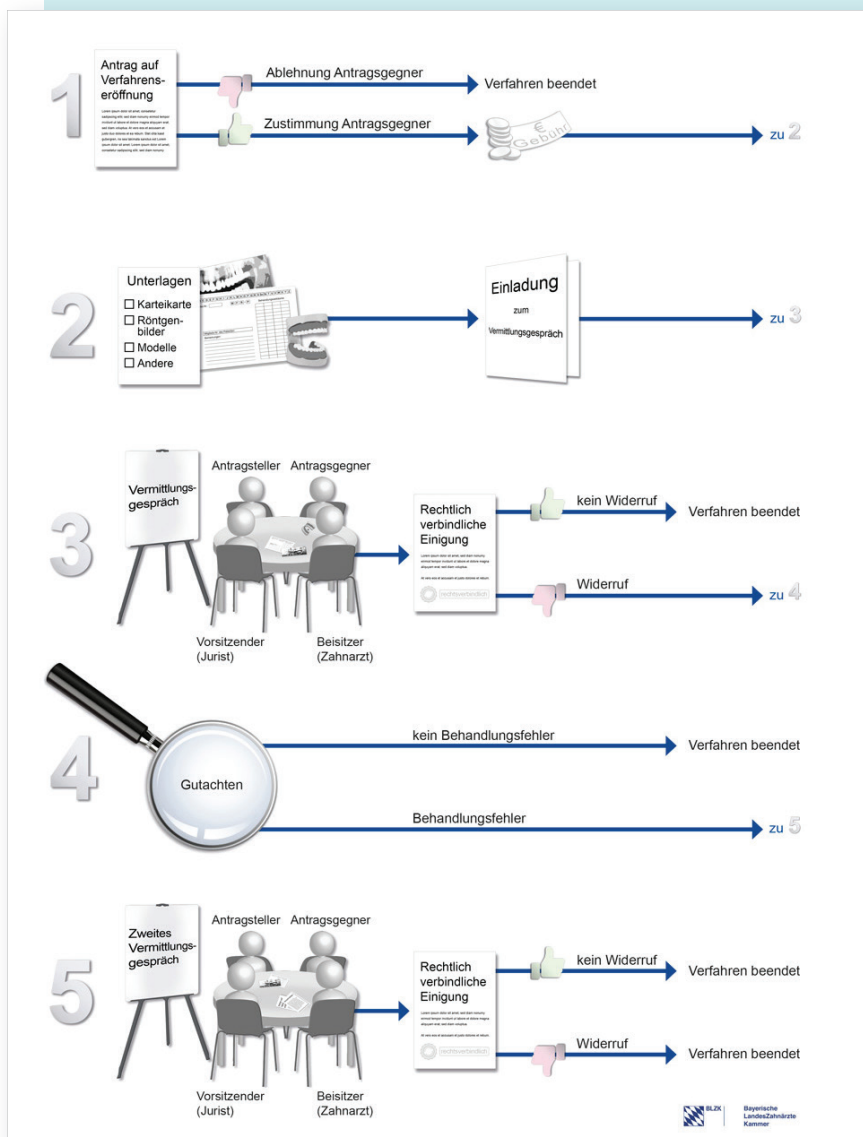 1
Antrag auf
Verfahrens-
eröffnung
Ablehnung Antragsgegner
Verfahren beendet
Zustimmung Antragsgegner
€
Gebühr
zu 2
2
Unterlagen
Karteikarte
Röntgen-
bilder
Modelle
Andere
Einladung
zum
Vermittlungsgespräch
zu 3
3
Vermittlungs-
gespräch
Antragsteller Antragsgegner
Vorsitzender
(Jurist)
Beisitzer
(Zahnarzt)
Rechtlich
verbindliche
Einigung
rechtsverbindlich
kein Widerruf
Verfahren beendet
Widerruf
zu 4
4
Gutachten
kein Behandlungsfehler
Verfahren beendet
Behandlungsfehler
zu 5
5
Zweites
Vermittlungs-
gespräch
Antragsteller Antragsgegner
Vorsitzender
(Jurist)
Beisitzer
(Zahnarzt)
Rechtlich
verbindliche
Einigung
rechtsverbindlich
kein Widerruf
Verfahren beendet
Widerruf
Verfahren beendet
BLZK
Bayerische
LandesZahnärzte
Kammer